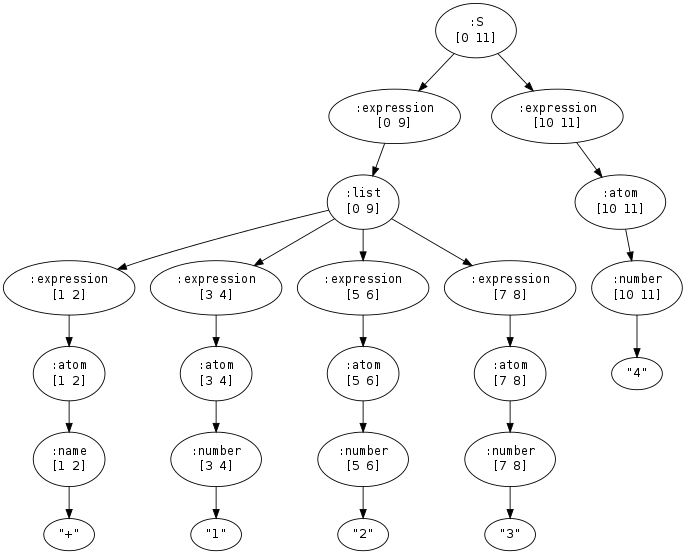 :S
[0 11]
:expression
[0 9]
:expression
[10 11]
:list
[0 9]
:atom
[10 11]
:expression
[1 2]
:expression
[3 4]
:expression
[5 6]
:expression
[7 8]
:number
[10 11]
:atom
[1 2]
:atom
[3 4]
:atom
[5 6]
:atom
[7 8]
"4"
:name
[1 2]
:number
[3 4]
:number
[5 6]
:number
[7 8]
"+"
"1"
"2"
"3"